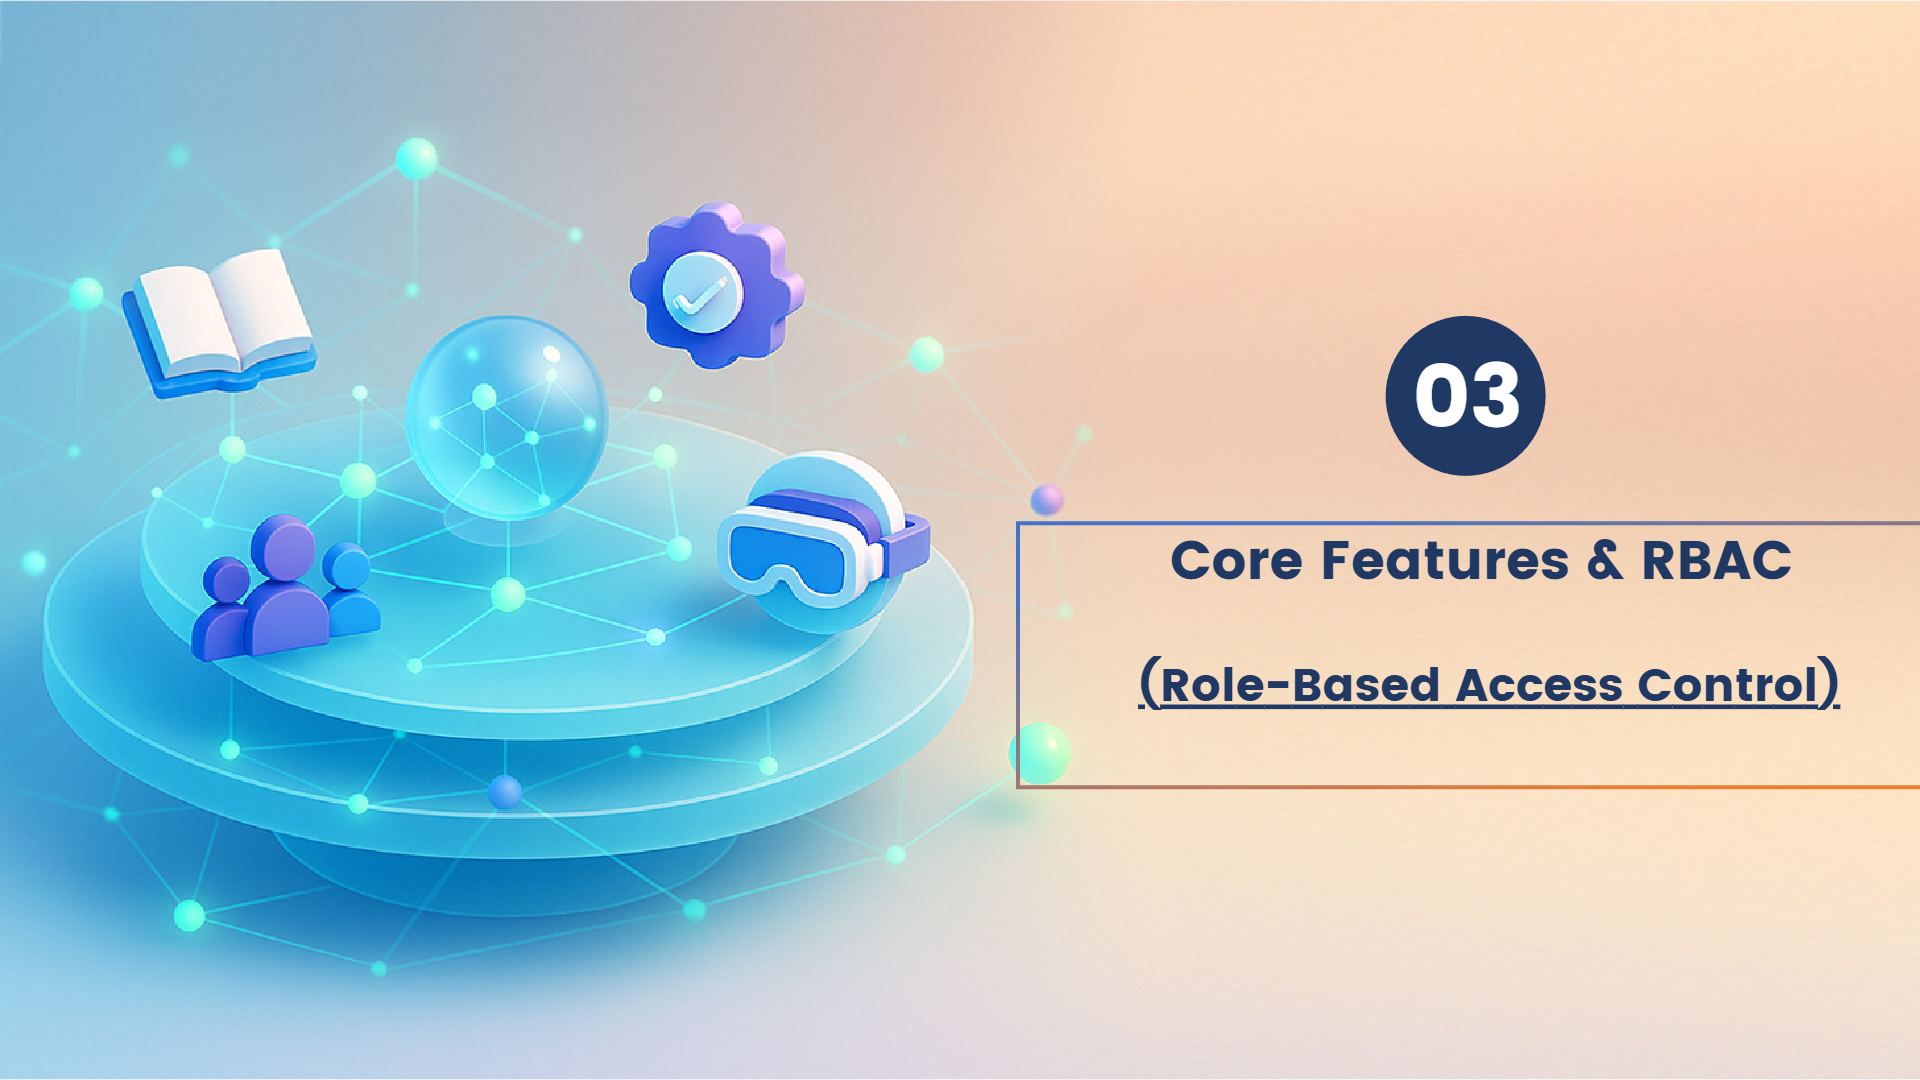 03
Core Features & RBAC
(Role-Based Access Control)